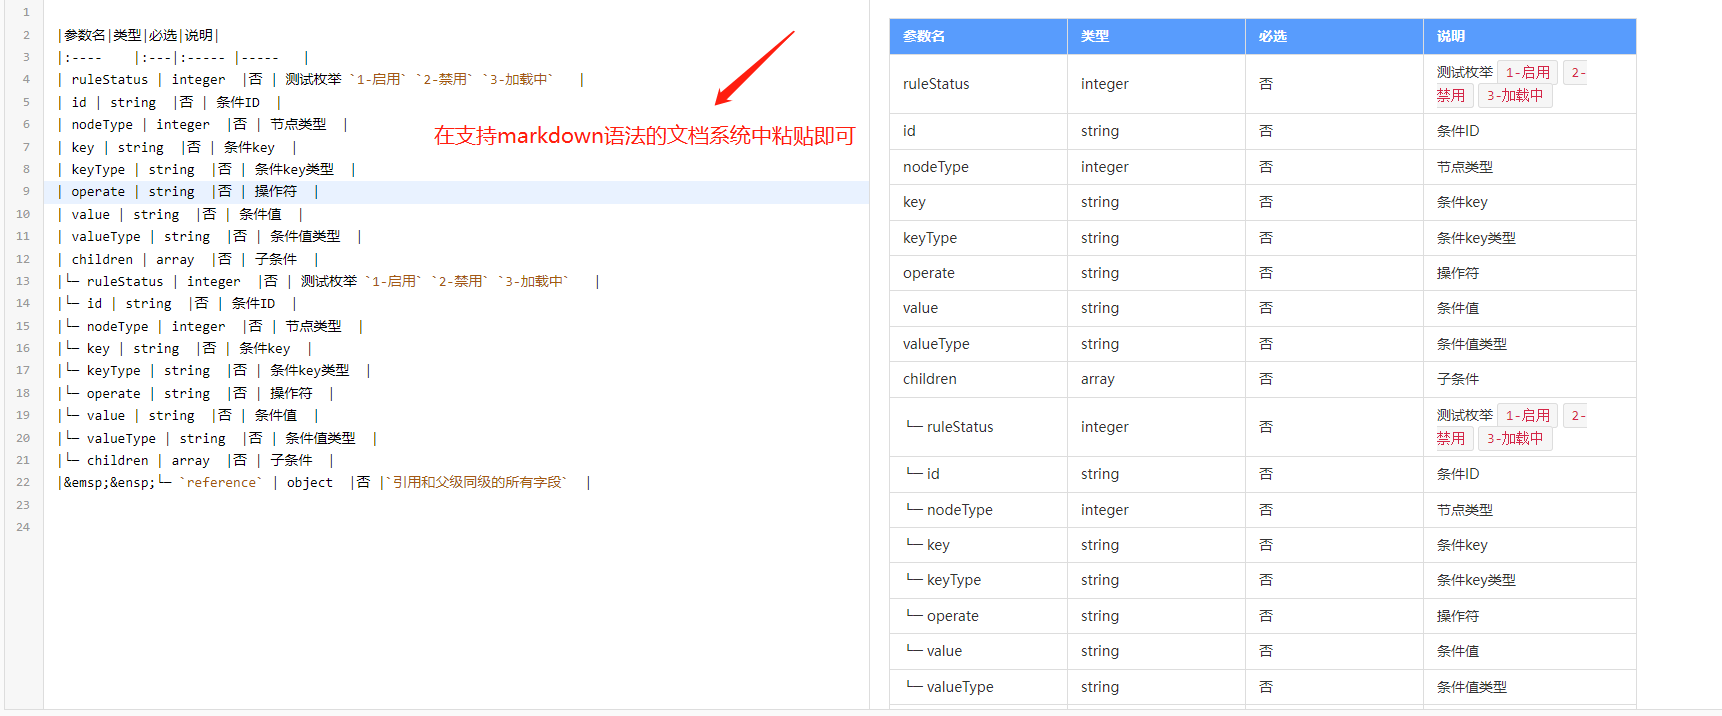 1
2 |参数名|类型|必选|说明|
3 |:----    |:---|:----- |-----   |
4 | ruleStatus | integer  |否 | 测试枚举 `1-启用` `2-禁用` `3-加载中`   |
5 | id | string  |否 | 条件ID  |
6 | nodeType | integer  |否 | 节点类型  |
7 | key | string  |否 | 条件key  |
8 | keyType | string  |否 | 条件key类型  |
9 | operate | string  |否 | 操作符  |
10 | value | string  |否 | 条件值  |
11 | valueType | string  |否 | 条件值类型  |
12 | children | array  |否 | 子条件  |
13 |└─ ruleStatus | integer  |否 | 测试枚举 `1-启用` `2-禁用` `3-加载中`   |
14 |└─ id | string  |否 | 条件ID  |
15 |└─ nodeType | integer  |否 | 节点类型  |
16 |└─ key | string  |否 | 条件key  |
17 |└─ keyType | string  |否 | 条件key类型  |
18 |└─ operate | string  |否 | 操作符  |
19 |└─ value | string  |否 | 条件值  |
20 |└─ valueType | string  |否 | 条件值类型  |
21 |└─ children | array  |否 | 子条件  |
22 |&emsp;&ensp;└─ `reference` | object  |否 |`引用和父级同级的所有字段`  |
23
24
在支持markdown语法的文档系统中粘贴即可
参数名 类型 必选 说明
ruleStatus integer 否 测试枚举 1-启用 2-
禁用 3-加载中
id string 否 条件ID
nodeType integer 否 节点类型
key string 否 条件key
keyType string 否 条件key类型
operate string 否 操作符
value string 否 条件值
valueType string 否 条件值类型
children array 否 子条件
└─ ruleStatus integer 否 测试枚举 1-启用 2-
禁用 3-加载中
└─ id string 否 条件ID
└─ nodeType integer 否 节点类型
└─ key string 否 条件key
└─ keyType string 否 条件key类型
└─ operate string 否 操作符
└─ value string 否 条件值
└─ valueType string 否 条件值类型